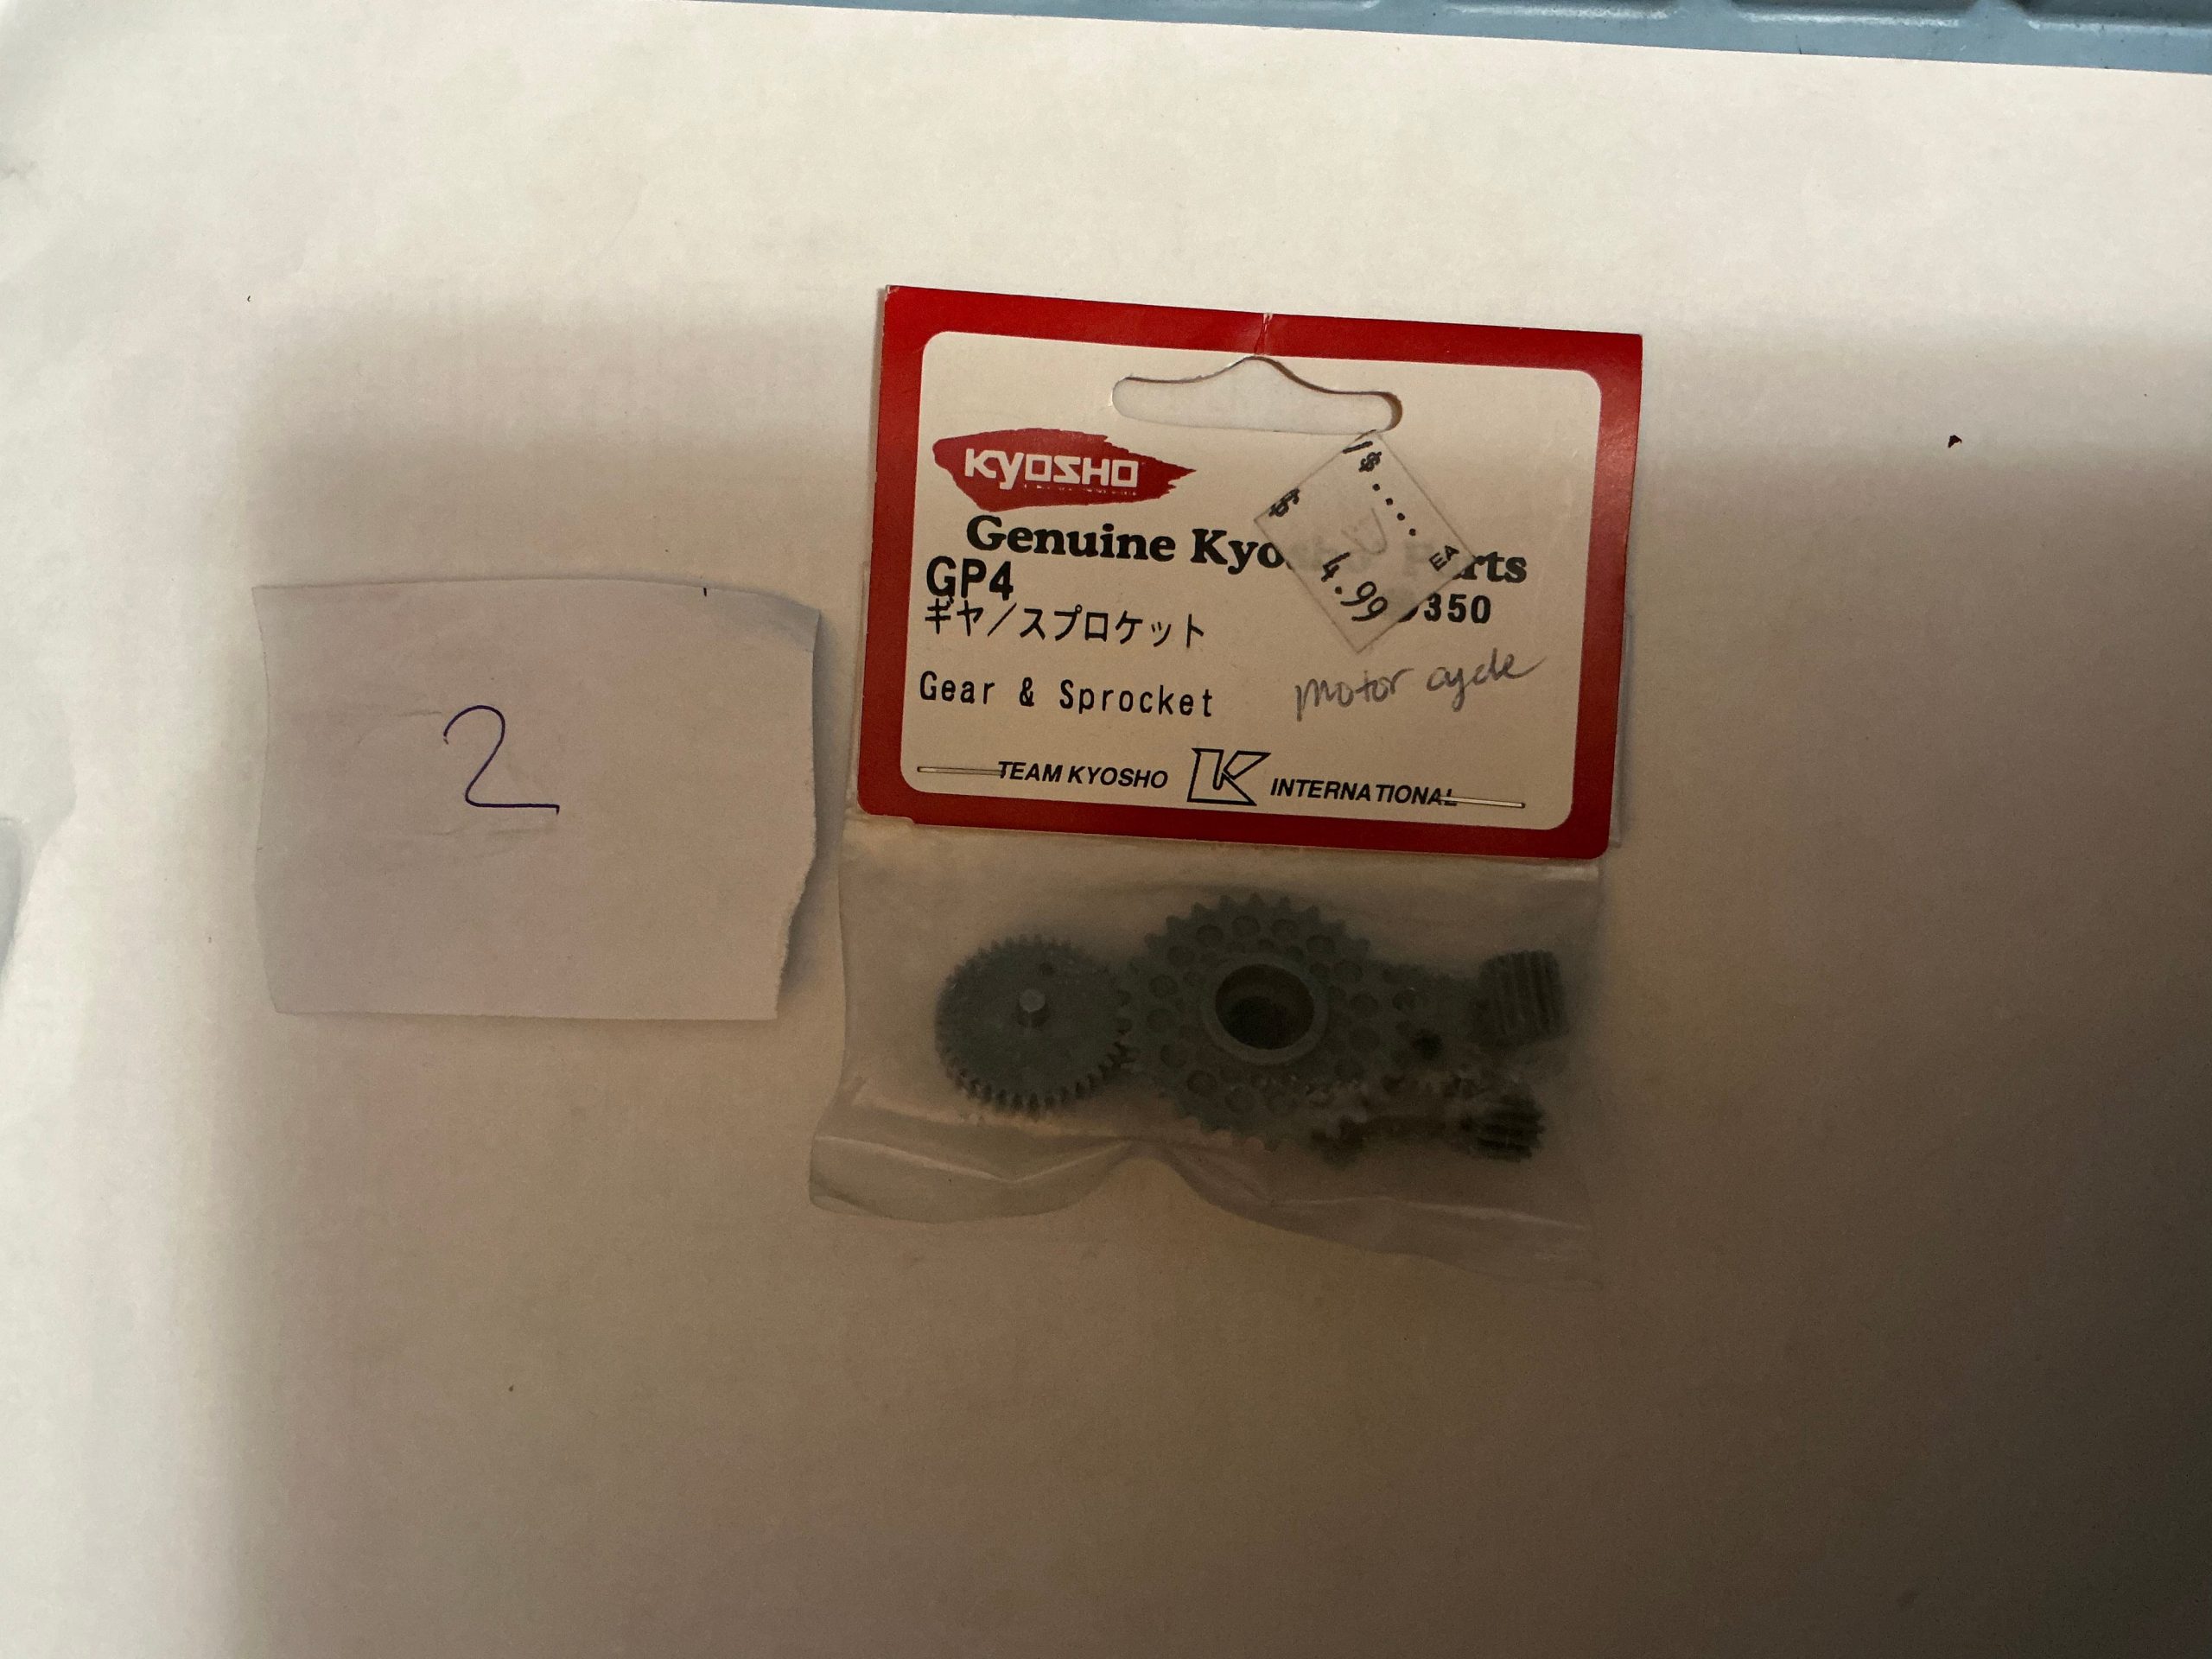 2
KYOSHO
Genuine Kyo rts
GP4
350
ギヤ/スプロケット
Gear & Sprocket
motor cycle
TEAM KYOSHO K INTERNATIONAL
/$....
$ 4.99 EA